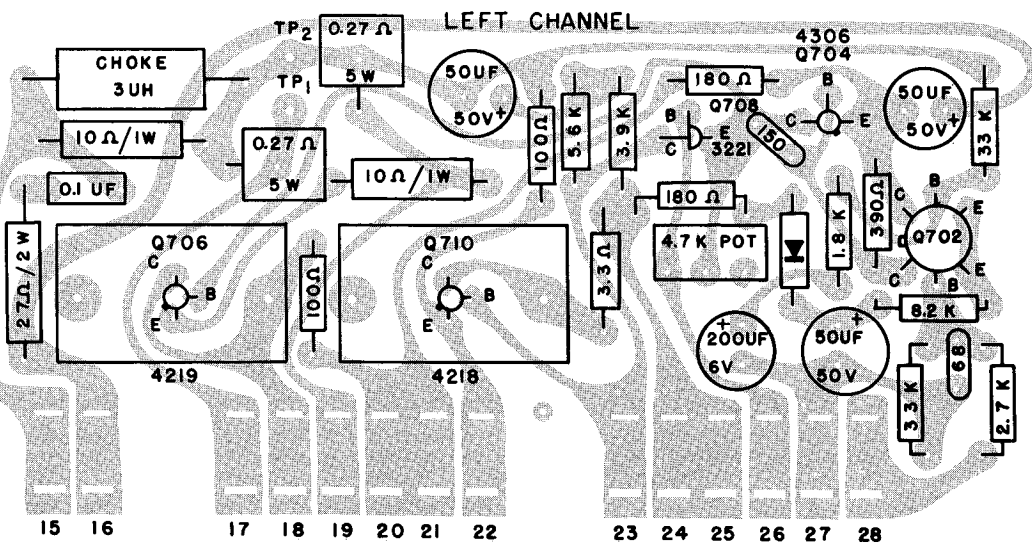 LEFT CHANNEL
TP2
0.27 Ω
5 W
TP1
CHOKE
3UH
50UF
50V+
180 Ω
4306
Q704
B
C
E
50UF
50V+
33 K
10Ω/1W
0.27 Ω
5 W
10Ω/1W
100Ω
5.6 K
3.9 K
Q708
B
C
E
3221
150
0.1 UF
27Ω/2W
180 Ω
4.7K POT
1.8 K
390Ω
C
B
E
Q702
C
B
E
Q706
C
B
E
4219
100Ω
Q710
C
B
E
4218
3.3Ω
8.2 K
+
200UF
6V
+
50UF
50V
3.3 K
68
2.7 K
15 16 17 18 19 20 21 22 23 24 25 26 27 28